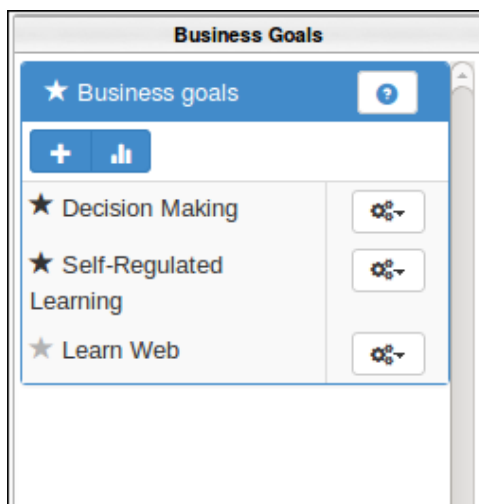 Business Goals
Business goals
Decision Making
Self-Regulated
Learning
Learn Web